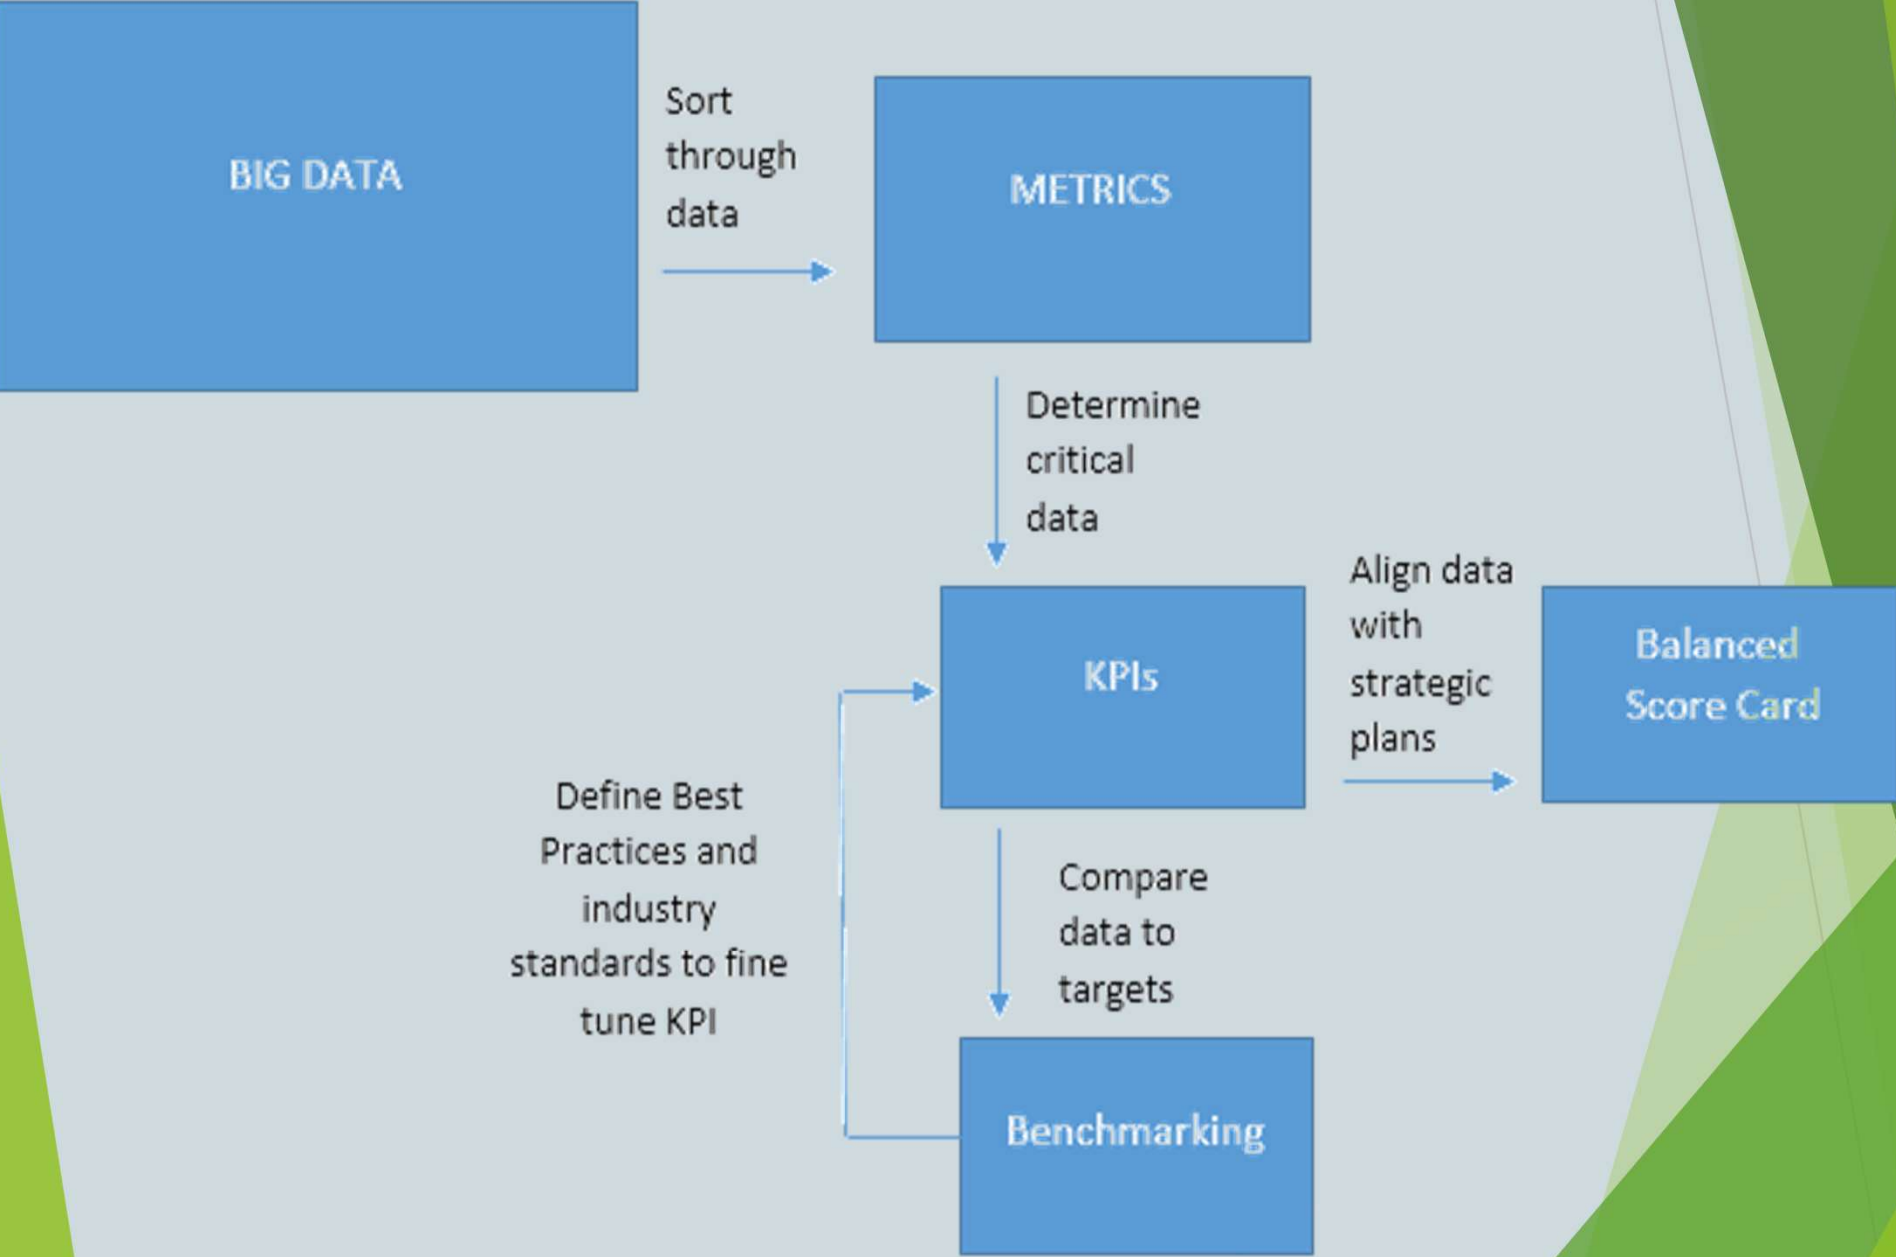 BIG DATA
Sort
through
data
METRICS
Determine
critical
data
Align data
with
strategic
plans
KPIs
Balanced
Score Card
Define Best
Practices and
industry
standards to fine
tune KPI
Compare
data to
targets
Benchmarking